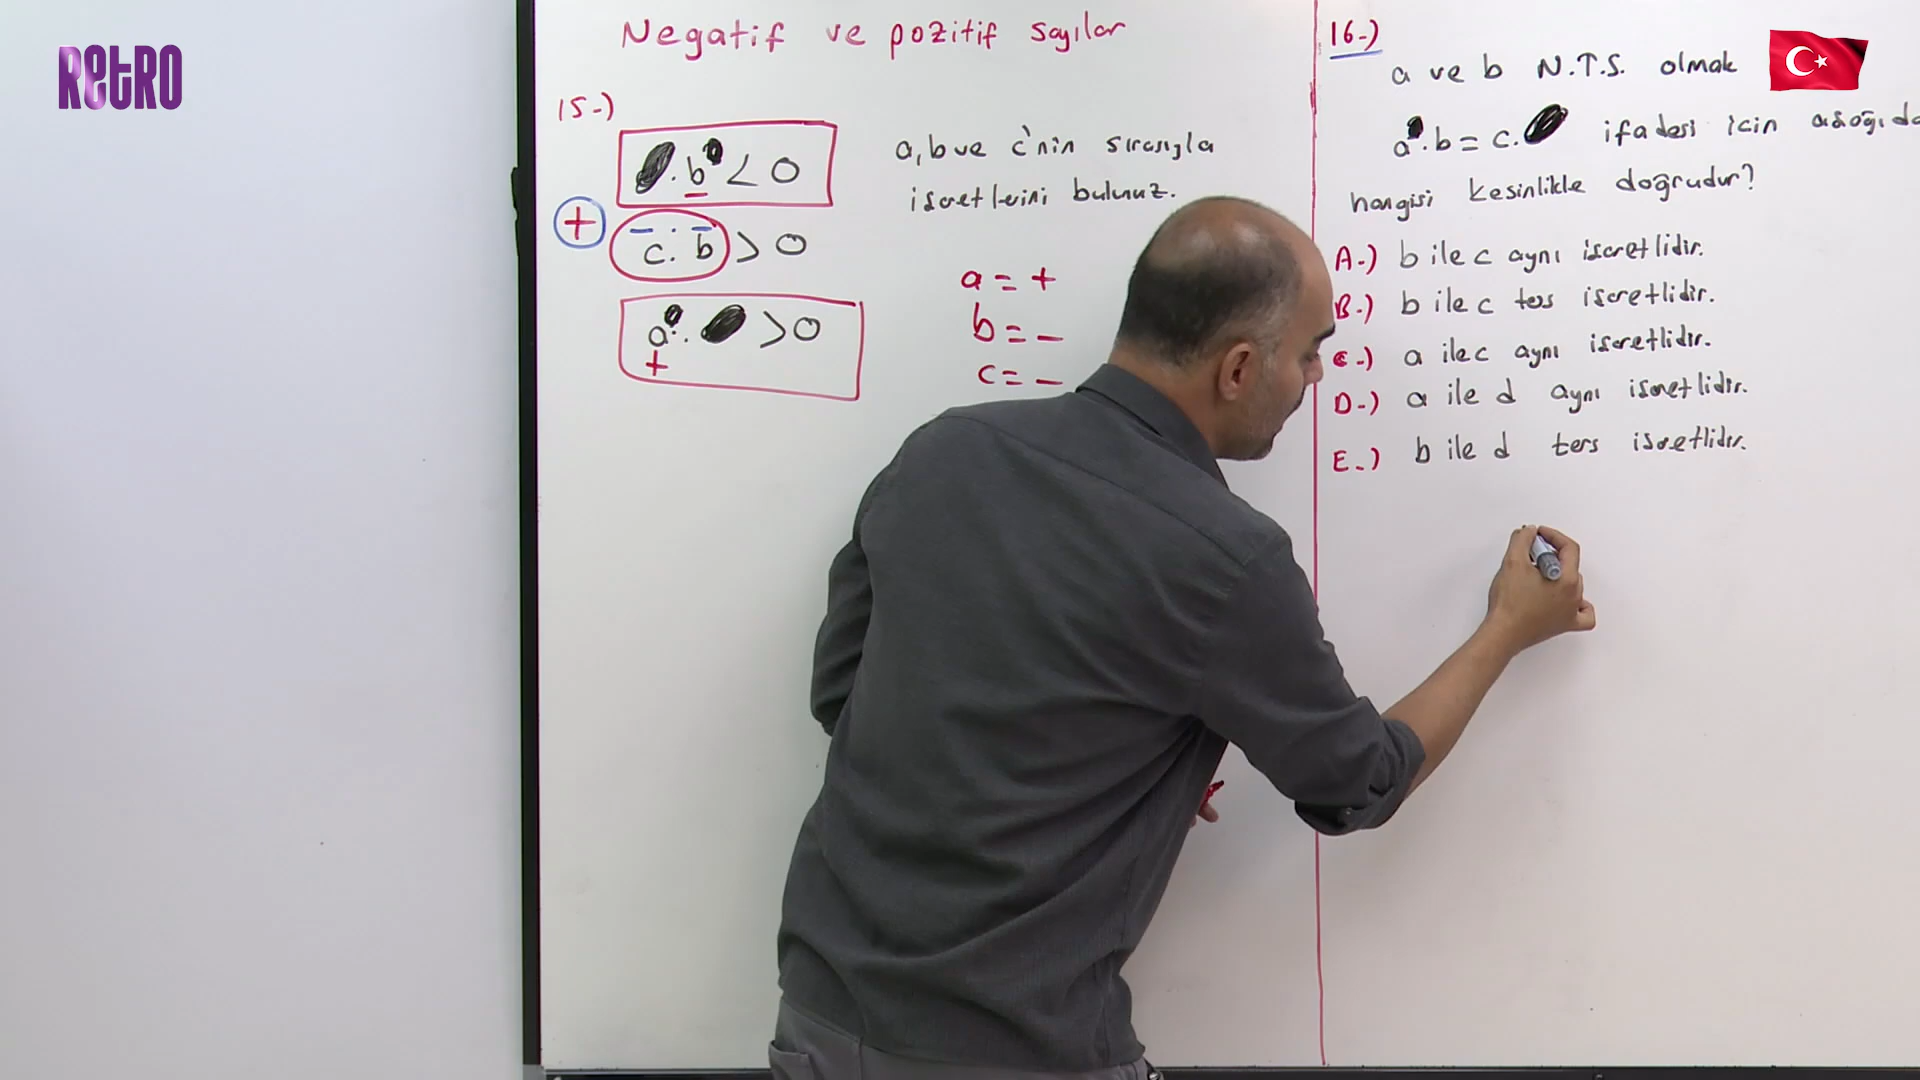 RETRO
Negatif ve pozitif sayılar
15-)
. b < 0
a, b ve c'nin sırasıyla
işaretlerini bulunuz.
+
- . -
c . b > 0
a . > 0
+
a = +
b = -
c = -
16-)
a ve b N.T.S. olmak
a . b = c . ifadesi için
hangisi kesinlikle doğrudur?
A-) b ile c aynı işaretlidir.
B-) b ile c ters işaretlidir.
C-) a ile c aynı işaretlidir.
D-) a ile d aynı işaretlidir.
E-) b ile d ters işaretlidir.